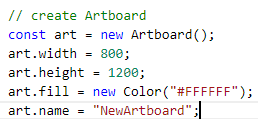 // create Artboard
const art = new Artboard();
art.width = 800;
art.height = 1200;
art.fill = new Color("#FFFFFF");
art.name = "NewArtboard";